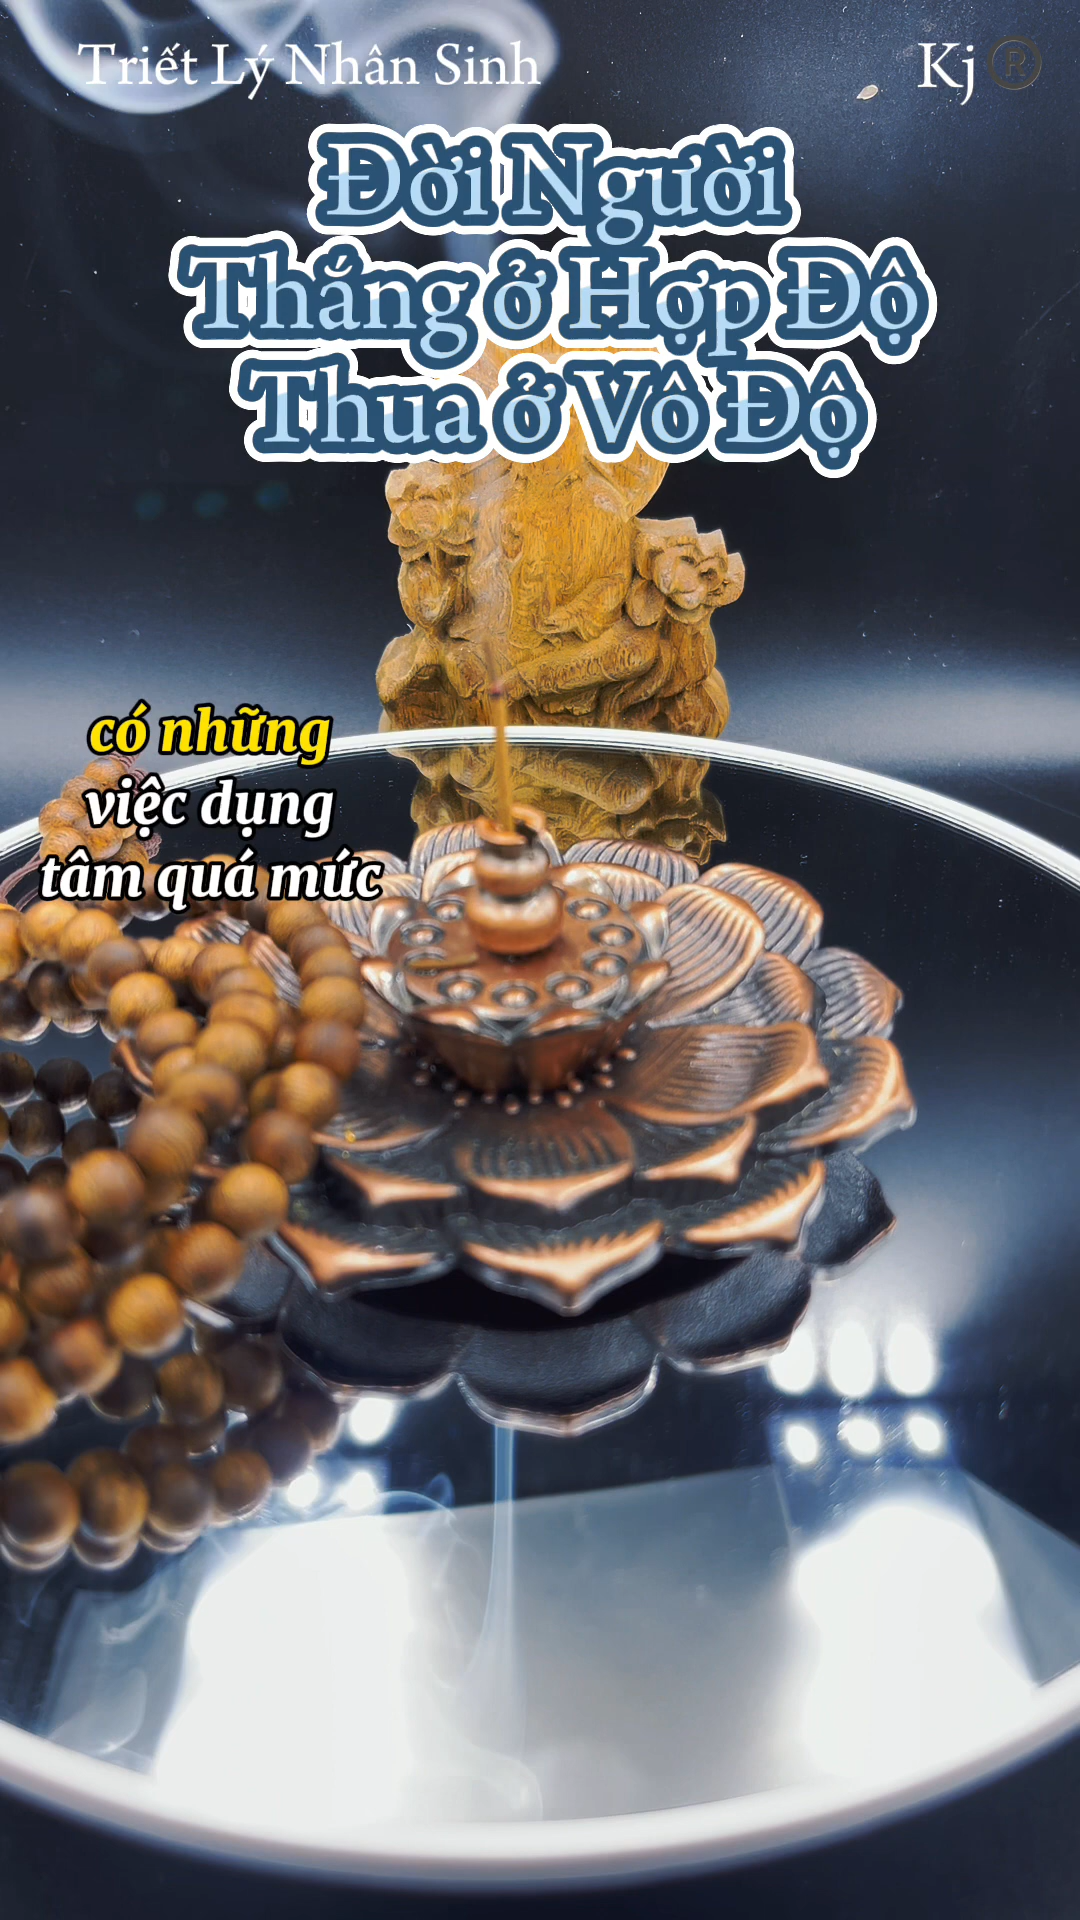 Triết Lý Nhân Sinh
Kj ®
Đời Người
Thắng ở Hợp Độ
Thua ở Vô Độ
có những
việc dụng
tâm quá mức